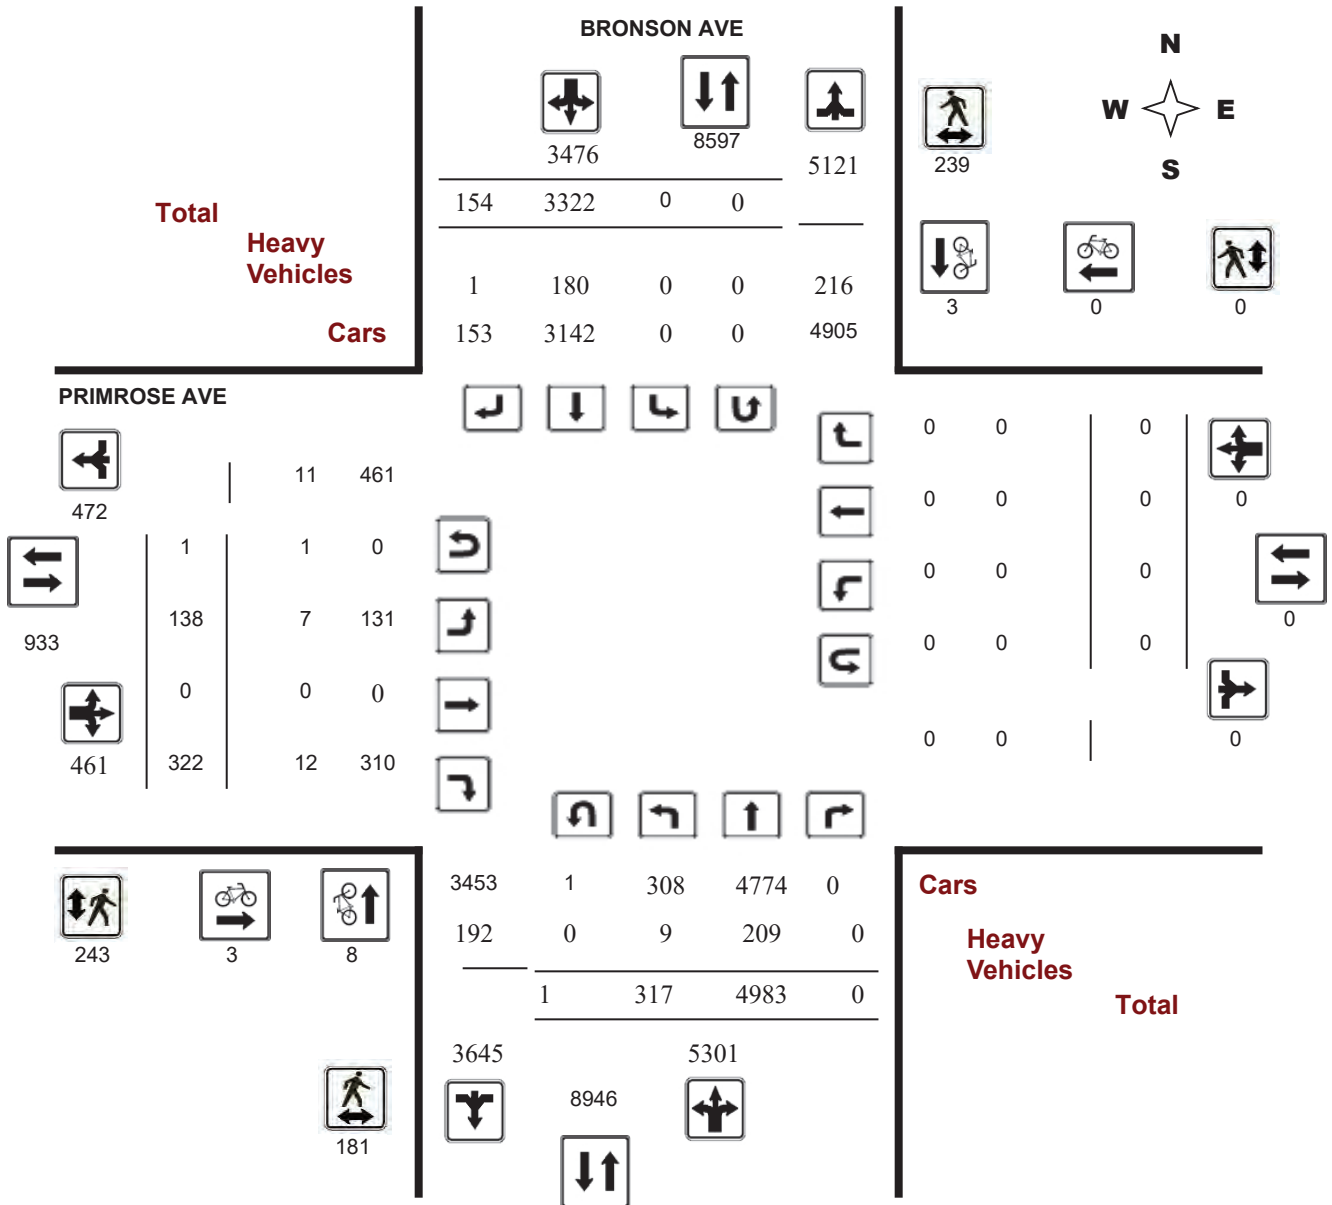 BRONSON AVE
N
W E
S
3476 8597 5121 239
Total 154 3322 0 0
Heavy
Vehicles
1 180 0 0 216
3 0 0
Cars 153 3142 0 0 4905
PRIMROSE AVE
0 0 0
11 461
472 0 0 0 0
1 1 0
0 0 0
0
933 138 7 131
0 0 0
0 0 0
461 322 12 310
0 0 0
3453 1 308 4774 0 Cars
243 3 8
192 0 9 209 0 Heavy
Vehicles
1 317 4983 0 Total
3645 5301
8946
181